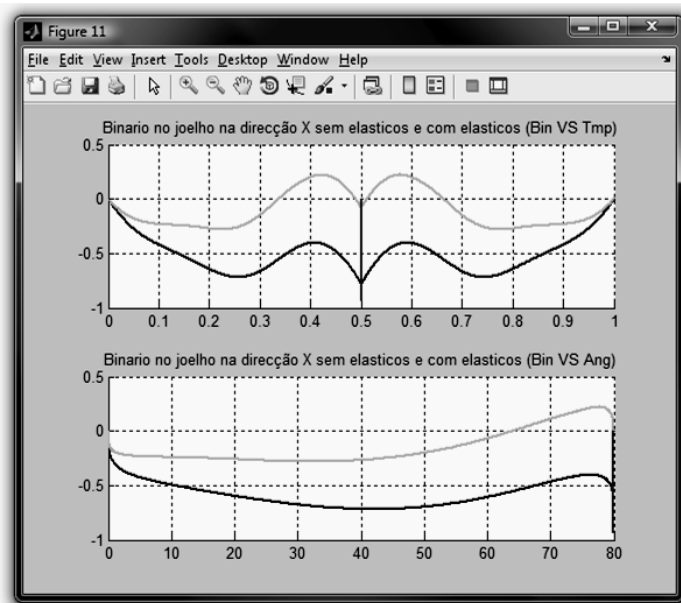 Figure 11
File Edit View Insert Tools Desktop Window Help
Binario no joelho na direcção X sem elasticos e com elasticos (Bin VS Tmp)
0.5
0
-0.5
-1
0 0.1 0.2 0.3 0.4 0.5 0.6 0.7 0.8 0.9 1
Binario no joelho na direcção X sem elasticos e com elasticos (Bin VS Ang)
0.5
0
-0.5
-1
0 10 20 30 40 50 60 70 80